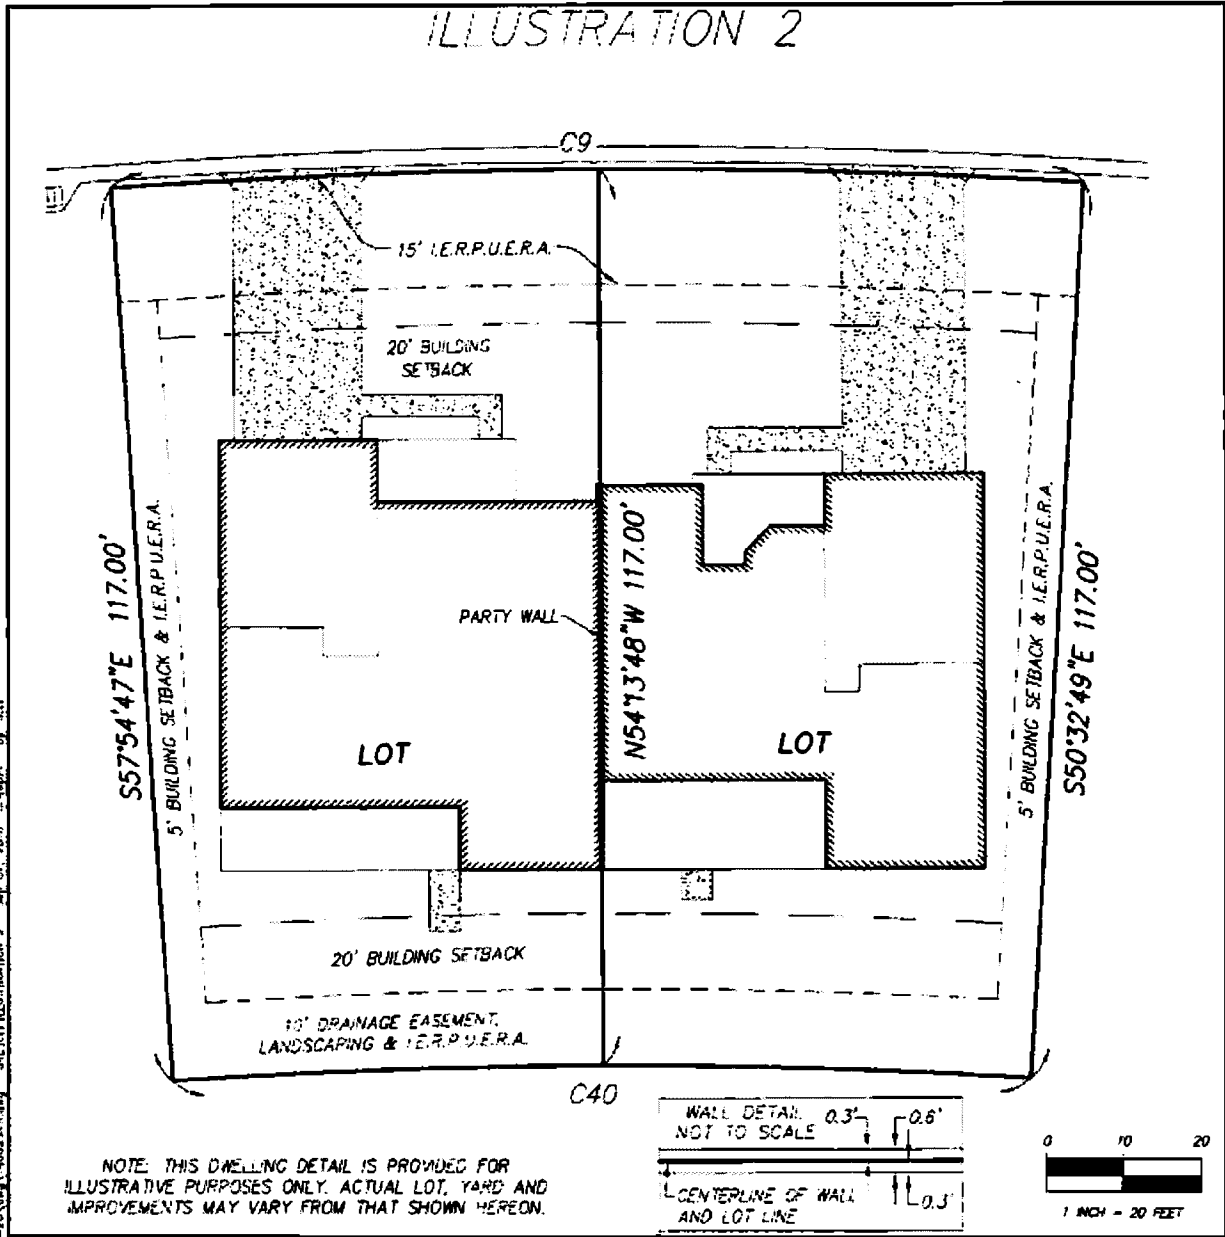 ILLUSTRATION 2
C9
15' I.E.R.P.U.E.R.A.
20' BUILDING
SETBACK
S57°54'47"E 117.00'
5' BUILDING SETBACK & I.E.R.P.U.E.R.A.
PARTY WALL
N54°13'48"W 117.00'
5' BUILDING SETBACK & I.E.R.P.U.E.R.A.
S50°32'49"E 117.00'
LOT
LOT
20' BUILDING SETBACK
10' DRAINAGE EASEMENT,
LANDSCAPING & I.E.R.P.U.E.R.A.
C40
WALL DETAIL 0.3' 0.6'
NOT TO SCALE
CENTERLINE OF WALL 0.3'
AND LOT LINE
0 10 20
1 INCH = 20 FEET
NOTE: THIS DWELLING DETAIL IS PROVIDED FOR
ILLUSTRATIVE PURPOSES ONLY. ACTUAL LOT, YARD AND
IMPROVEMENTS MAY VARY FROM THAT SHOWN HEREON.